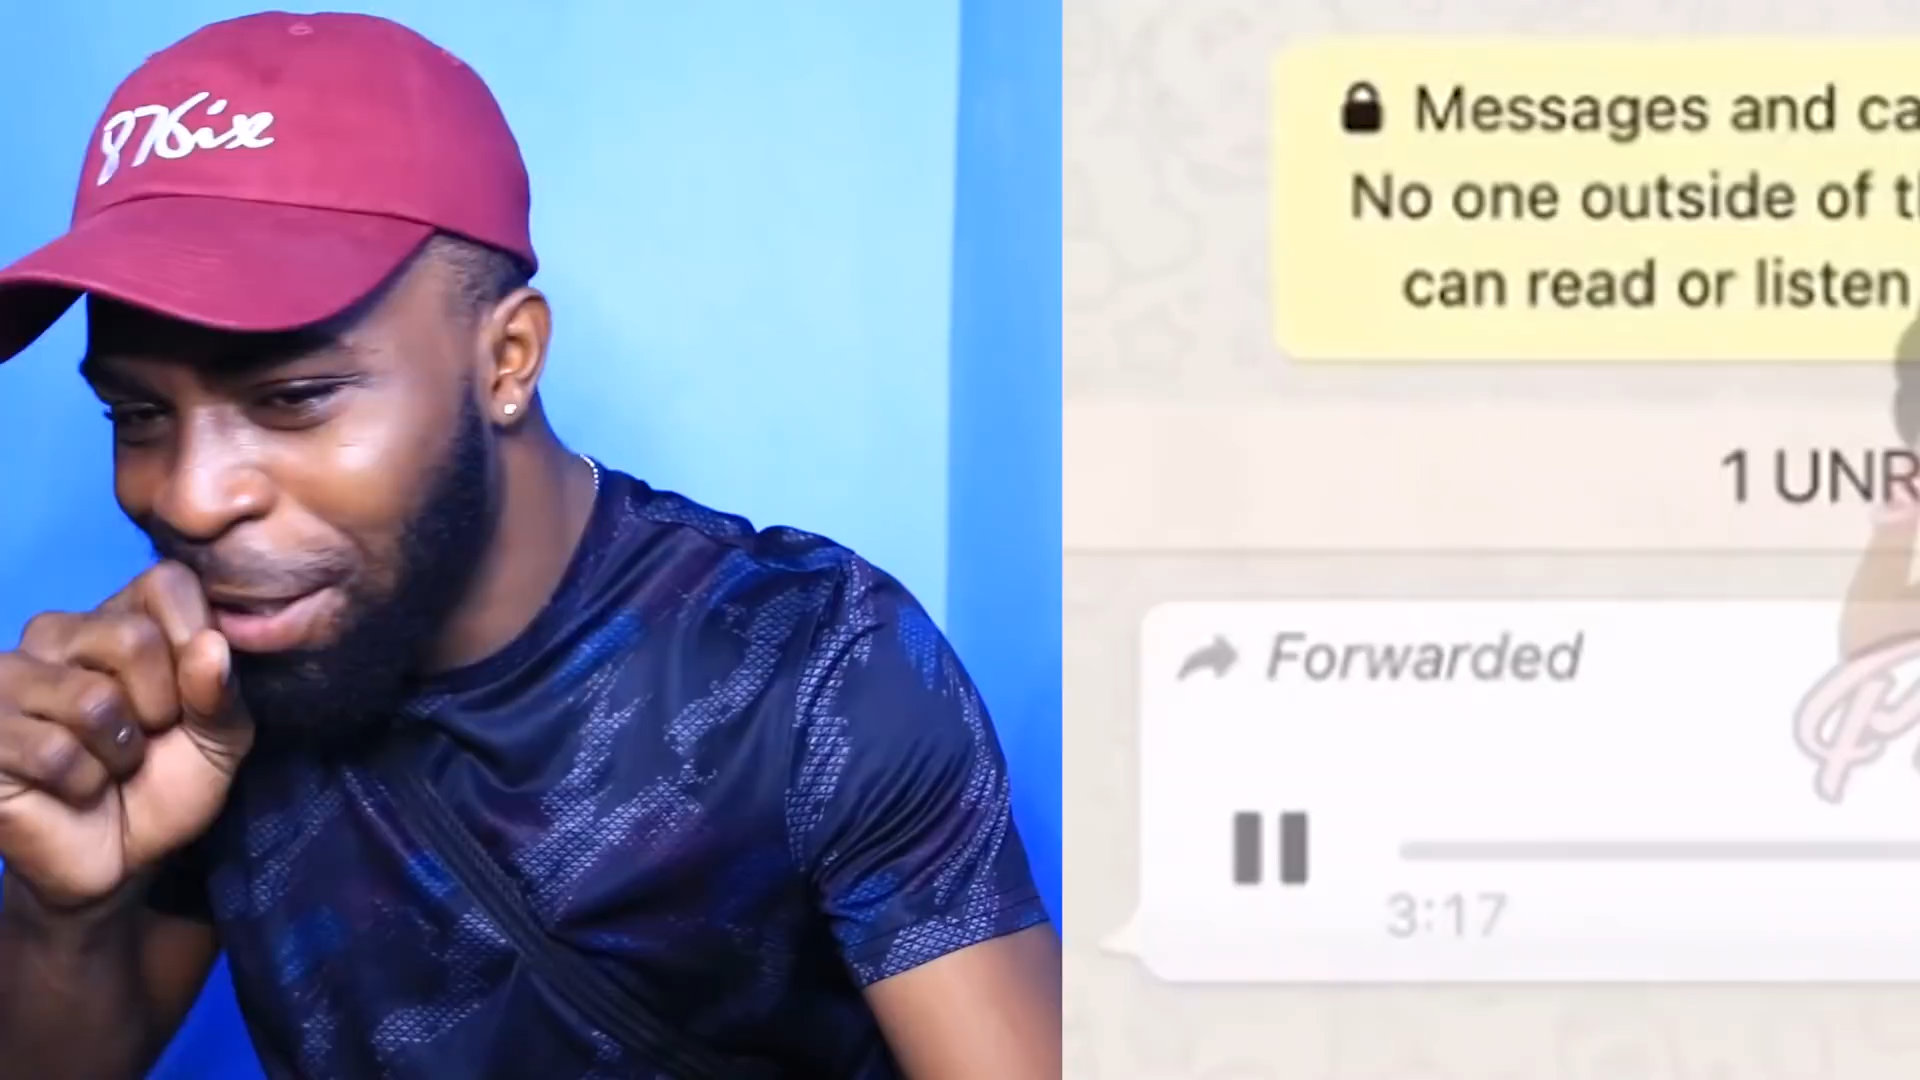 876ix
Messages and ca
No one outside of t
can read or listen
1 UNR
Forwarded
3:17